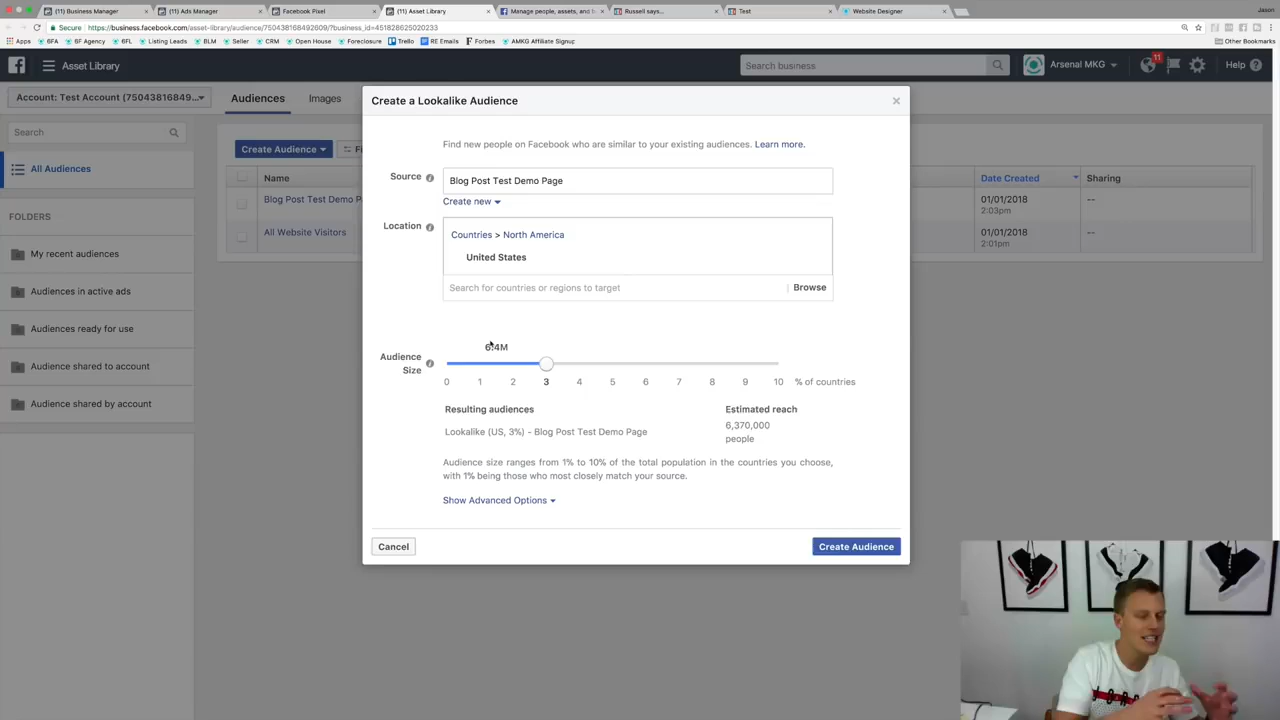 (11) Business Manager
(11) Ads Manager
Facebook Pixel
(11) Asset Library
Russell says...
Test
Website Designer
Jason
Secure
https://business.facebook.com/asset-library/audience/750438168492609/?business_id=451828625020233
Apps
6FA
6F Agency
6FL
Listing Leads
BLM
Seller
CRM
Open House
Foreclosure
Trello
RE Emails
Forbes
AMKG Affiliate Signup
Other Bookmarks
Asset Library
Search business
Arsenal MKG
11
Help
Account: Test Account (75043816849...
Audiences
Images
Search
All Audiences
FOLDERS
My recent audiences
Audiences in active ads
Audiences ready for use
Audience shared to account
Audience shared by account
Create Audience
Name
Date Created
Sharing
Blog Post Test Demo P
01/01/2018
2:03pm
--
All Website Visitors
01/01/2018
2:01pm
--
Create a Lookalike Audience
Find new people on Facebook who are similar to your existing audiences. Learn more.
Source
Blog Post Test Demo Page
Create new
Location
Countries > North America
United States
Search for countries or regions to target
Browse
6.4M
Audience
Size
0 1 2 3 4 5 6 7 8 9 10 % of countries
Resulting audiences
Estimated reach
Lookalike (US, 3%) - Blog Post Test Demo Page
6,370,000
people
Audience size ranges from 1% to 10% of the total population in the countries you choose,
with 1% being those who most closely match your source.
Show Advanced Options
Cancel
Create Audience